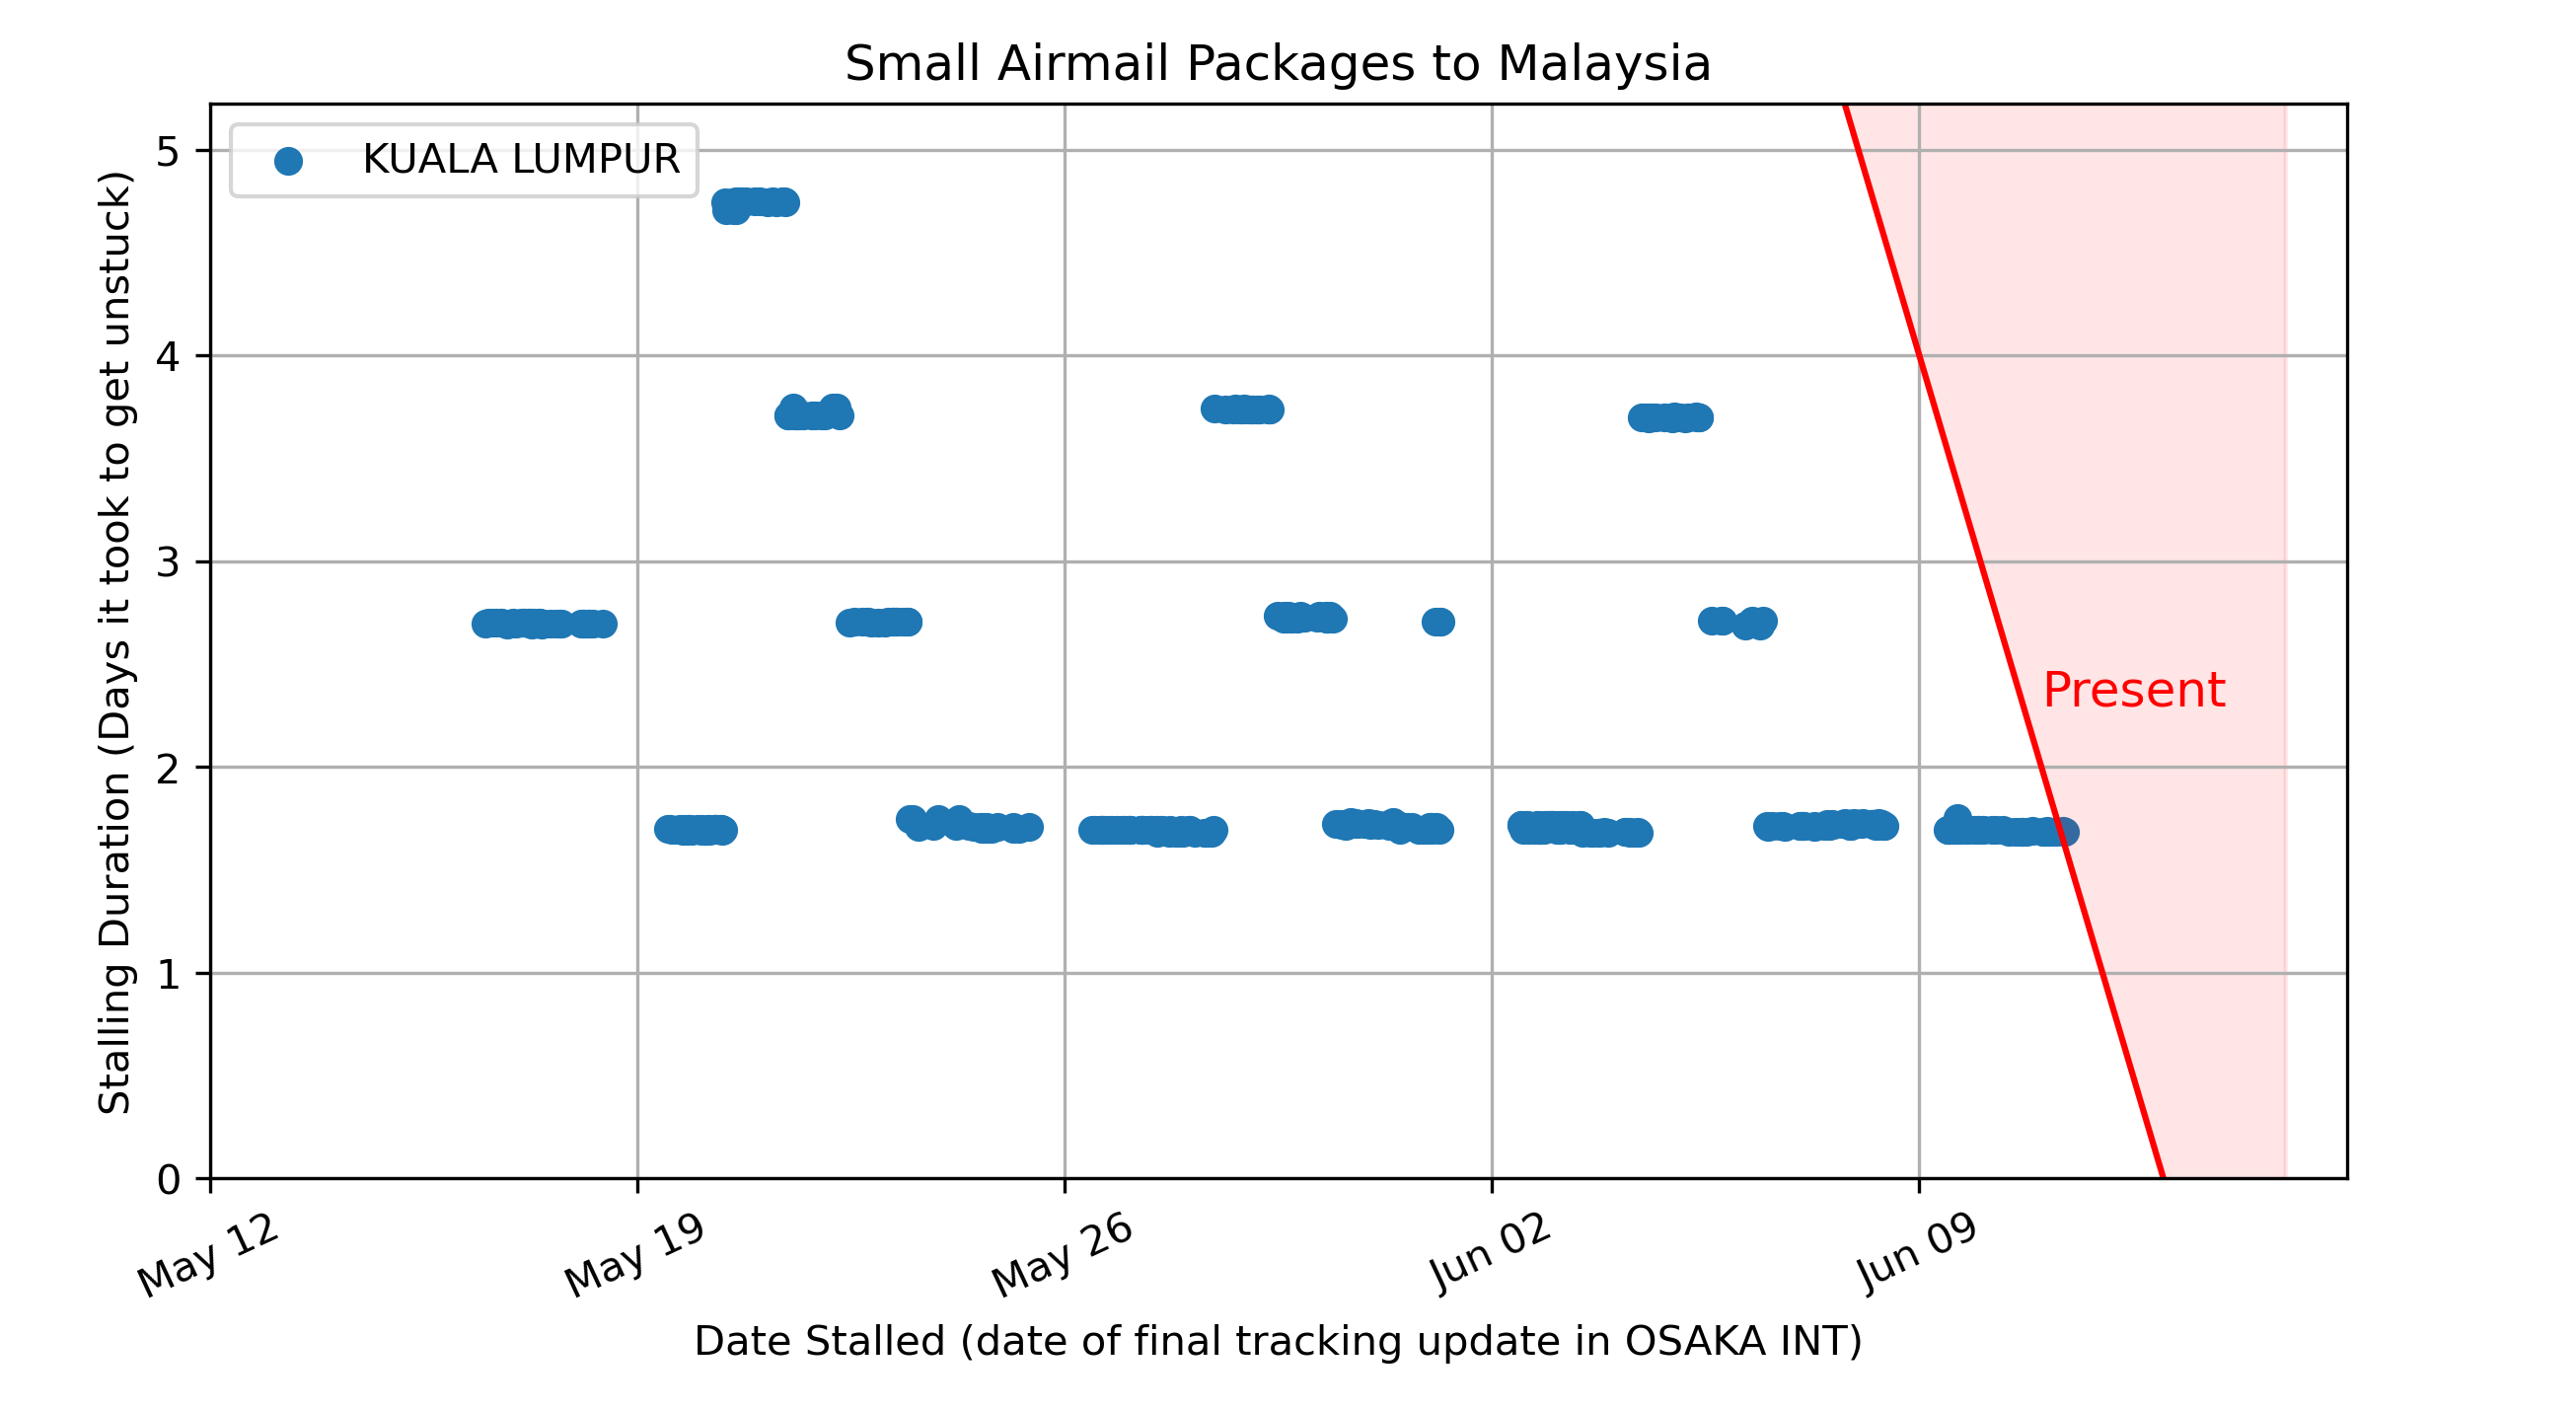 Small Airmail Packages to Malaysia
KUALA LUMPUR
Stalling Duration (Days it took to get unstuck)
5
4
3
2
1
0
Present
May 12
May 19
May 26
Jun 02
Jun 09
Date Stalled (date of final tracking update in OSAKA INT)